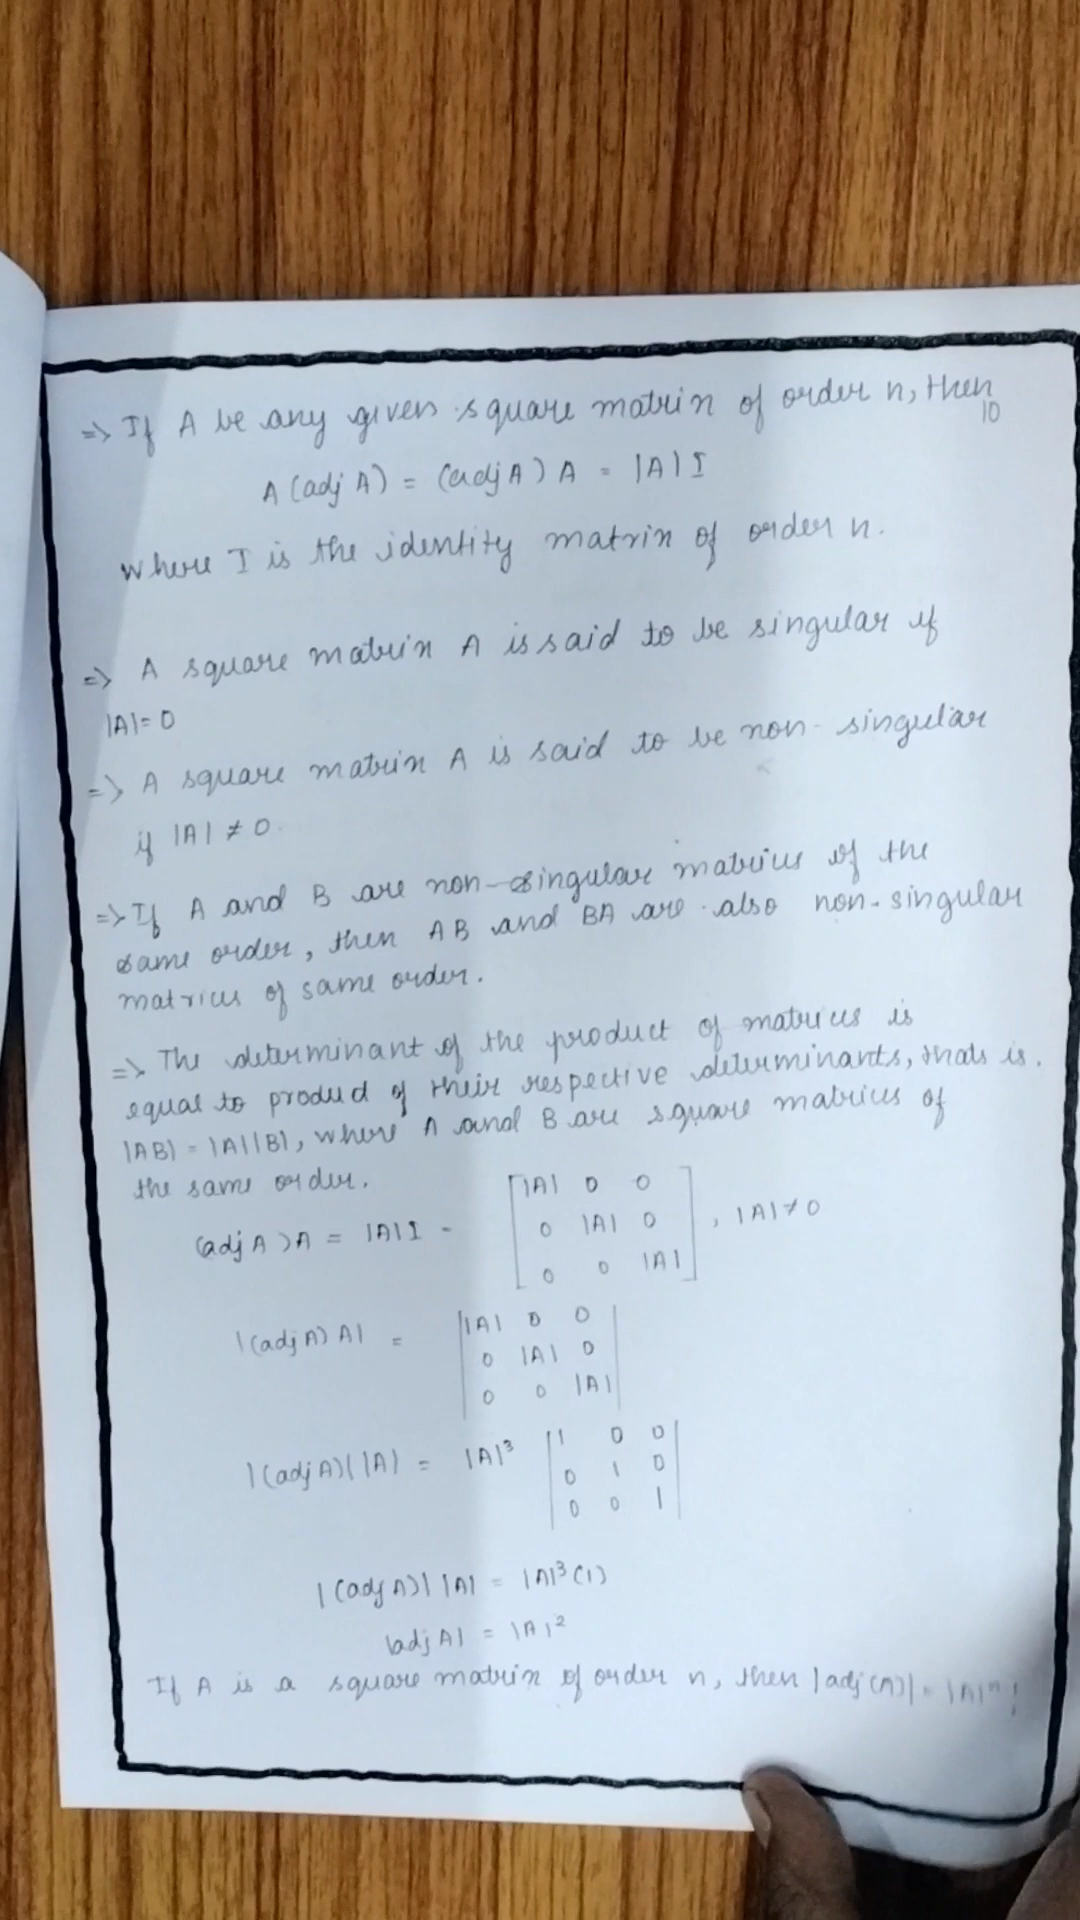 => If A be any given square matrix of order n, then
10
A (adj A) = (adj A) A = |A| I
where I is the identity matrix of order n.
=> A square matrix A is said to be singular if
|A| = 0
=> A square matrix A is said to be non-singular
if |A| ≠ 0.
=> If A and B are non-singular matrices of the
same order, then AB and BA are also non-singular
matrices of same order.
=> The determinant of the product of matrices is
equal to product of their respective determinants, thats is.
|AB| = |A||B|, where A and B are square matrices of
the same order.
(adj A) A = |A| I = [|A| 0 0
0 |A| 0
0 0 |A|], |A| ≠ 0
|(adj A) A| = ||A| 0 0|
|0 |A| 0|
|0 0 |A||
|(adj A)| |A| = |A|³ |1 0 0|
|0 1 0|
|0 0 1|
|(adj A)| |A| = |A|³ (1)
|adj A| = |A|²
If A is a square matrix of order n, then |adj (A)| = |A|ⁿ